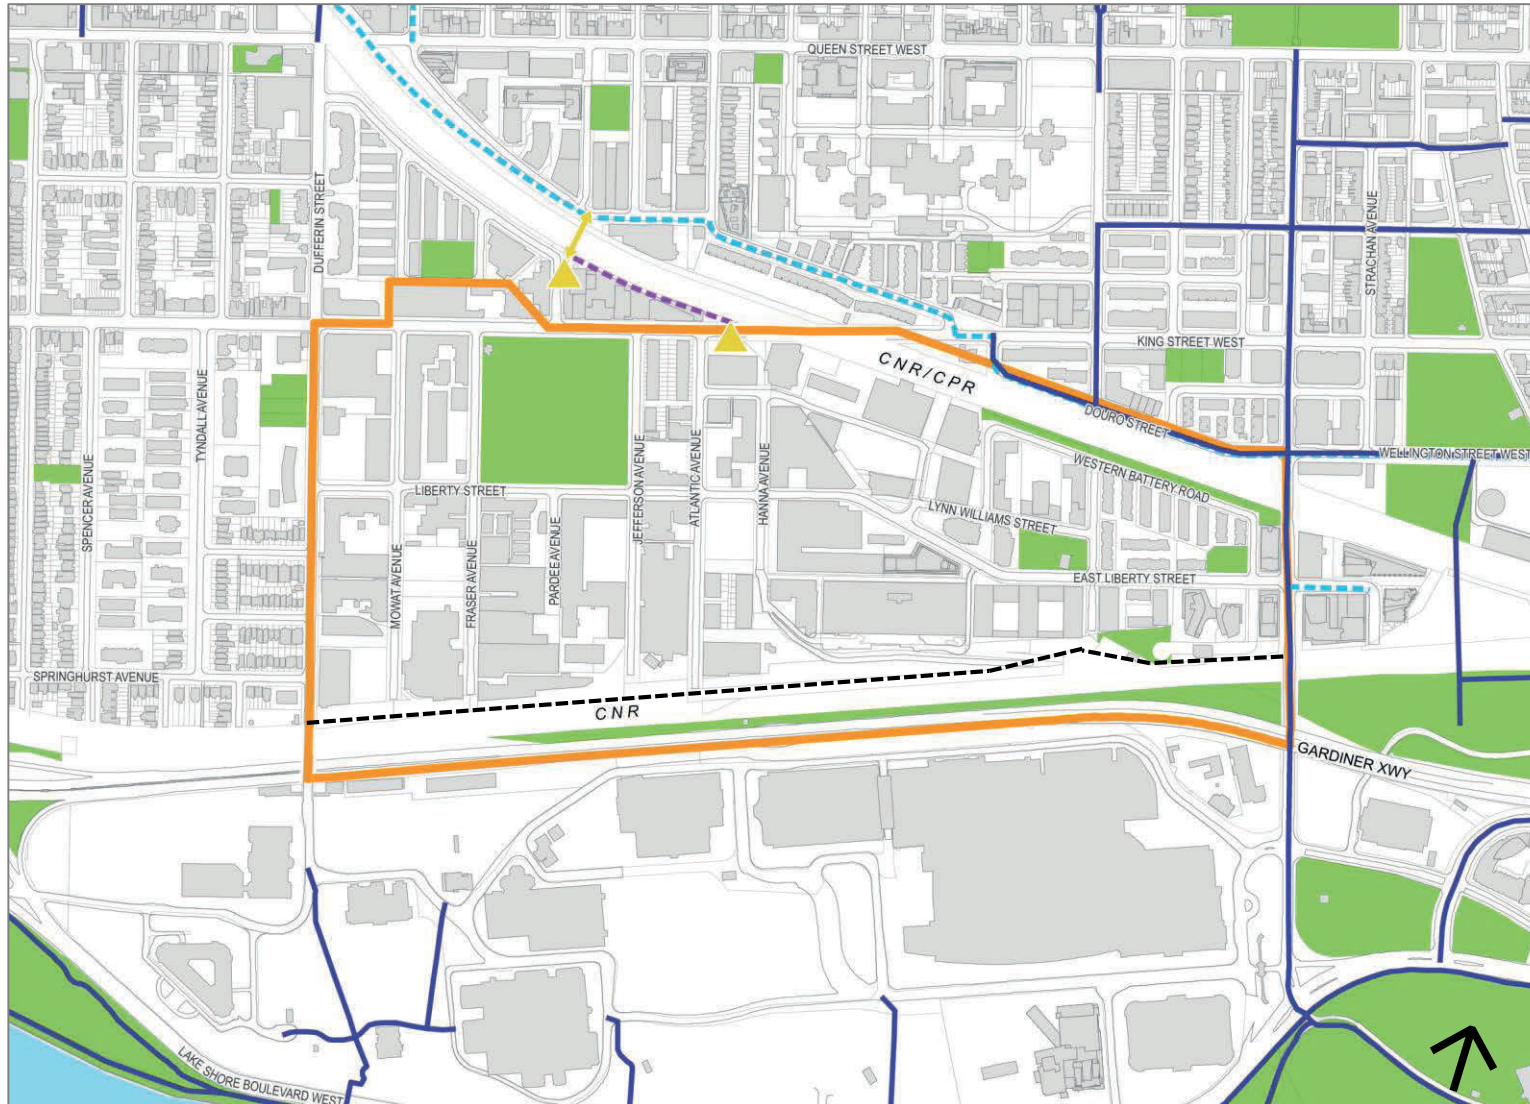 QUEEN STREET WEST
DUFFERIN STREET
STRACHAN AVENUE
KING STREET WEST
CNR/CPR
TYNDALL AVENUE
DOURO STREET
WELLINGTON STREET WEST
SPENCER AVENUE
JEFFERSON AVENUE
ATLANTIC AVENUE
HANNA AVENUE
WESTERN BATTERY ROAD
LIBERTY STREET
LYNN WILLIAMS STREET
MOWAT AVENUE
FRASER AVENUE
PARDEE AVENUE
EAST LIBERTY STREET
SPRINGHURST AVENUE
CNR
GARDINER XWY
LAKE SHORE BOULEVARD WEST